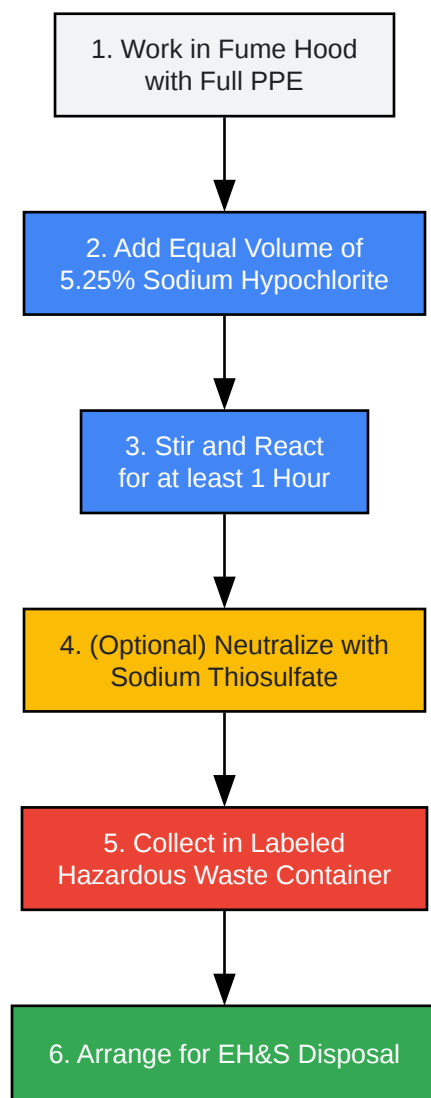 1. Work in Fume Hood
with Full PPE
2. Add Equal Volume of
5.25% Sodium Hypochlorite
3. Stir and React
for at least 1 Hour
4. (Optional) Neutralize with
Sodium Thiosulfate
5. Collect in Labeled
Hazardous Waste Container
6. Arrange for EH&S Disposal